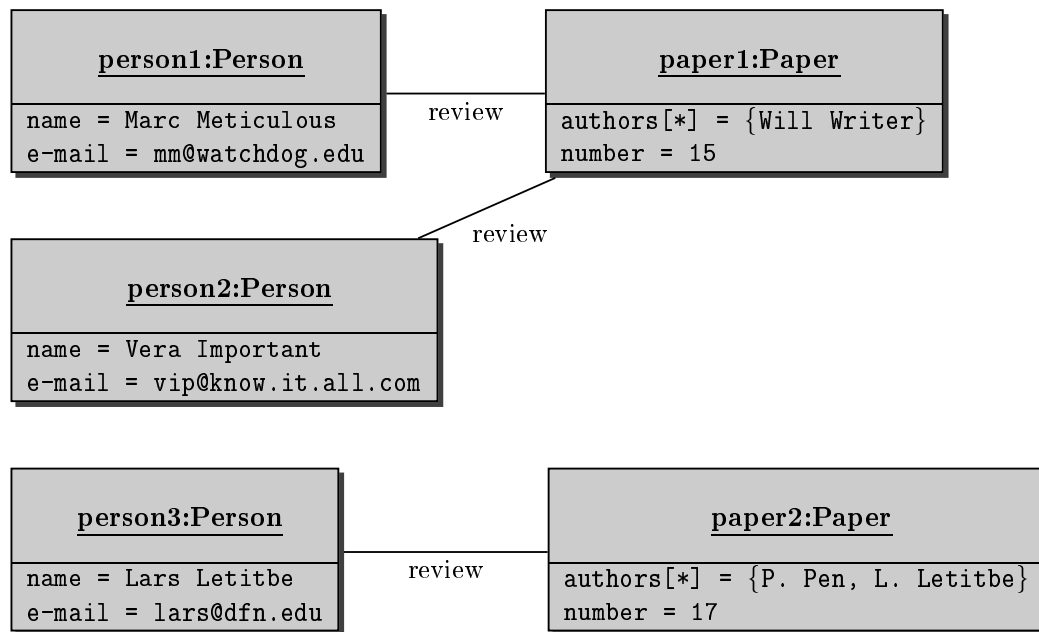 person1:Person
name = Marc Meticulous
e-mail = mm@watchdog.edu
review
paper1:Paper
authors[*] = {Will Writer}
number = 15
review
person2:Person
name = Vera Important
e-mail = vip@know.it.all.com
person3:Person
name = Lars Letitbe
e-mail = lars@dfn.edu
review
paper2:Paper
authors[*] = {P. Pen, L. Letitbe}
number = 17